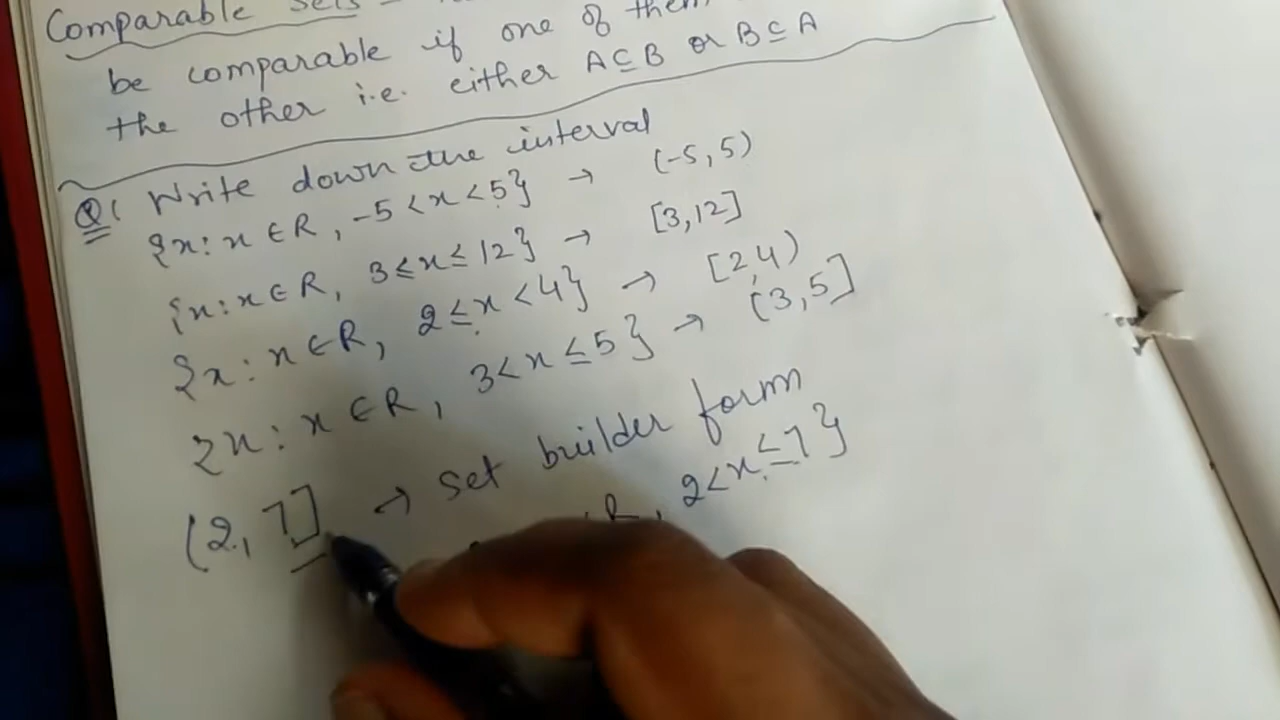 Comparable Sets -
be comparable if one of them
the other i.e. either A⊆B or B⊆A
Q: Write down the interval
{x: x ∈ R, -5 < x < 5} → (-5, 5)
{x: x ∈ R, 3 ≤ x ≤ 12} → [3, 12]
{x: x ∈ R, 2 ≤ x < 4} → [2, 4)
{x: x ∈ R, 3 < x ≤ 5} → (3, 5]
(2, 7] → set builder form
R, 2 < x ≤ 7}